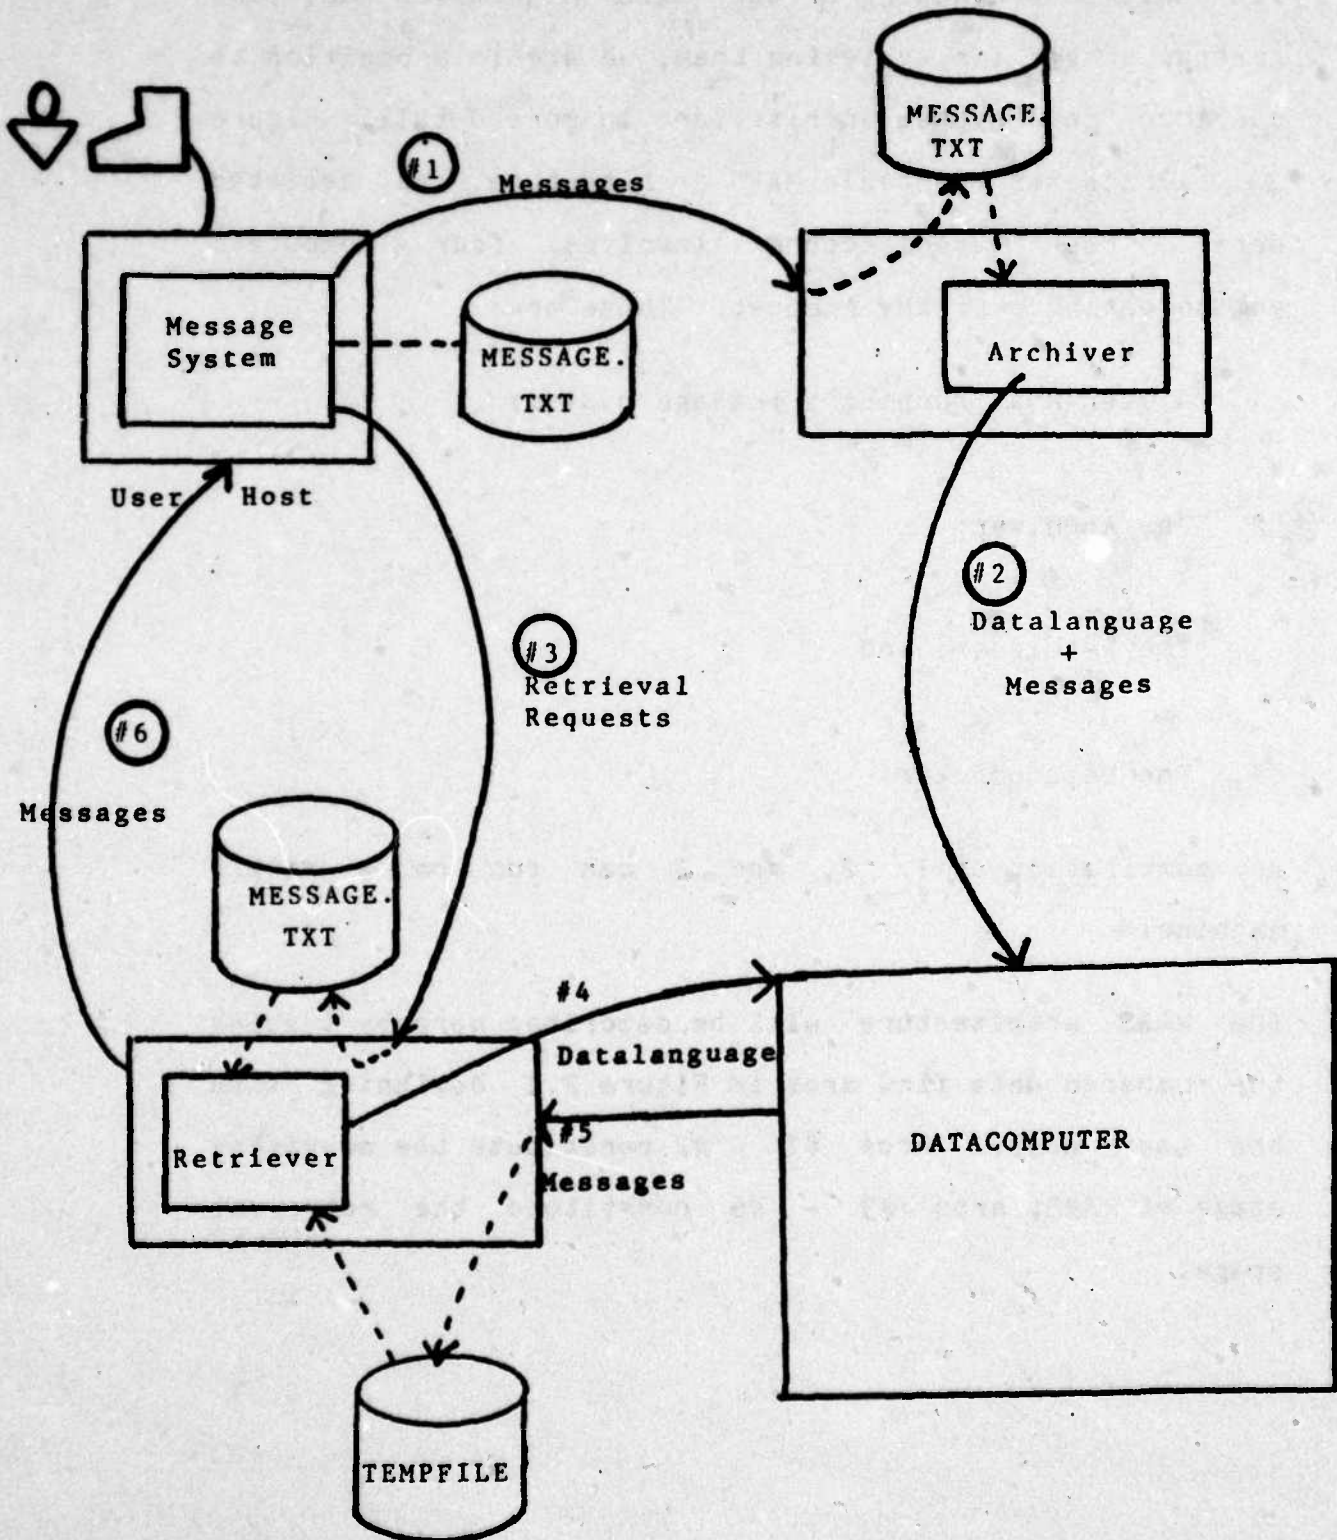 MESSAGE.
TXT
#1
Messages
Message
System
MESSAGE.
TXT
Archiver
User Host
#2
Datalanguage
+
Messages
#3
Retrieval
Requests
#6
Messages
MESSAGE.
TXT
#4
Datalanguage
#5
Messages
Retriever
DATACOMPUTER
TEMPFILE